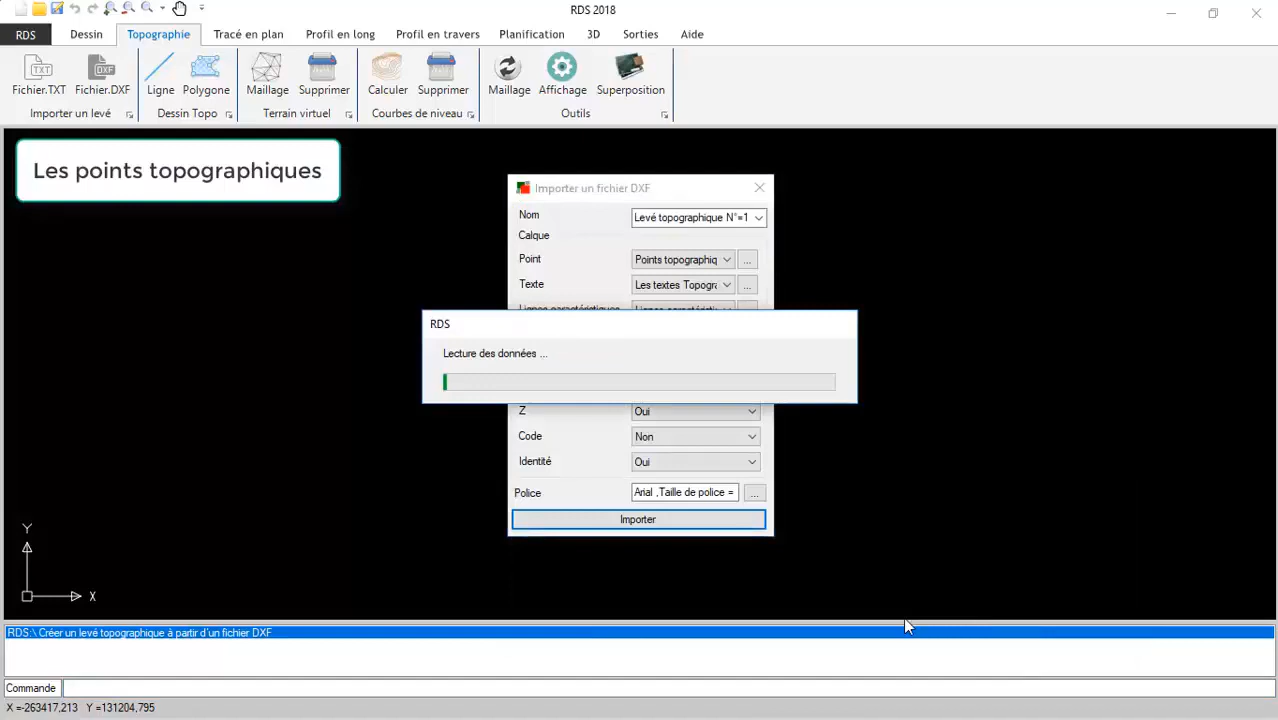 RDS 2018
RDS Dessin Topographie Tracé en plan Profil en long Profil en travers Planification 3D Sorties Aide
TXT DXF
Fichier.TXT Fichier.DXF Ligne Polygone Maillage Supprimer Calculer Supprimer Maillage Affichage Superposition
Importer un levé Dessin Topo Terrain virtuel Courbes de niveau Outils
Les points topographiques
Importer un fichier DXF
Nom Levé topographique N°=1
Calque
Point Points topographiq ...
Texte Les textes Topogra ...
RDS
Lecture des données ...
Z Oui
Code Non
Identité Oui
Police Arial ,Taille de police = ...
Importer
Y
X
RDS:\ Créer un levé topographique à partir d'un fichier DXF
Commande
X =-263417,213 Y =131204,795